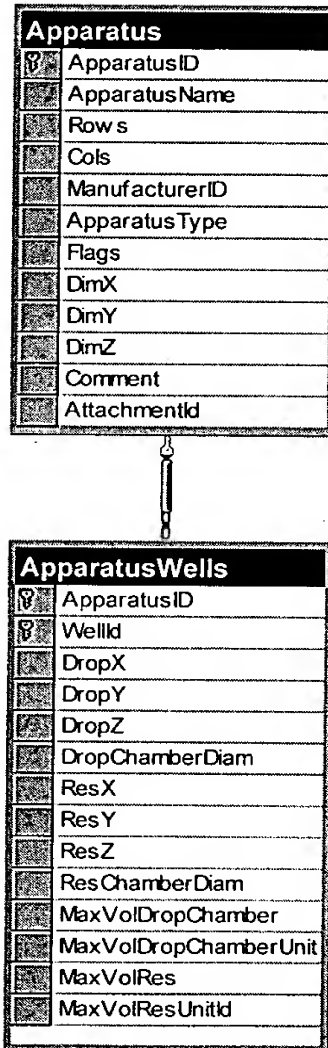 Apparatus
ApparatusID
ApparatusName
Rows
Cols
ManufacturerID
ApparatusType
Flags
DimX
DimY
DimZ
Comment
AttachmentId
ApparatusWells
ApparatusID
WellId
DropX
DropY
DropZ
DropChamberDiam
ResX
ResY
ResZ
ResChamberDiam
MaxVolDropChamber
MaxVolDropChamberUnit
MaxVolRes
MaxVolResUnitId